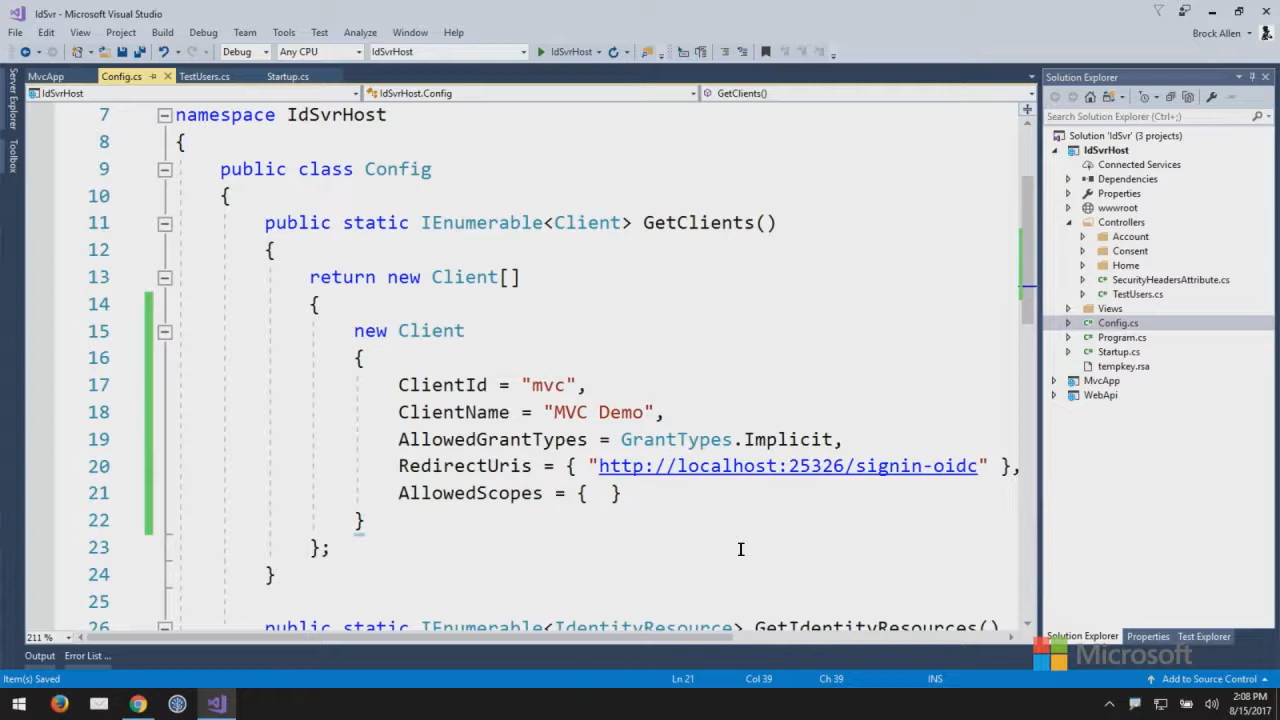 IdSvr - Microsoft Visual Studio
File Edit View Project Build Debug Team Tools Test Analyze Window Help
Brock Allen
Debug Any CPU IdSvrHost IdSvrHost
MvcApp Config.cs TestUsers.cs Startup.cs
IdSvrHost IdSvrHost.Config GetClients()
Server Explorer
Toolbox
7 namespace IdSvrHost
8 {
9 public class Config
10 {
11 public static IEnumerable<Client> GetClients()
12 {
13 return new Client[]
14 {
15 new Client
16 {
17 ClientId = "mvc",
18 ClientName = "MVC Demo",
19 AllowedGrantTypes = GrantTypes.Implicit,
20 RedirectUris = { "http://localhost:25326/signin-oidc" },
21 AllowedScopes = { }
22 }
23 };
24 }
25
26 public static IEnumerable<IdentityResource> GetIdentityResources()
211 %
Solution Explorer
Search Solution Explorer (Ctrl+;)
Solution 'IdSvr' (3 projects)
IdSvrHost
Connected Services
Dependencies
Properties
wwwroot
Controllers
Account
Consent
Home
SecurityHeadersAttribute.cs
TestUsers.cs
Views
Config.cs
Program.cs
Startup.cs
tempkey.rsa
MvcApp
WebApi
Solution Explorer Properties Test Explorer
Output Error List ...
Microsoft
Item(s) Saved Ln 21 Col 39 Ch 39 INS Add to Source Control
2:08 PM
8/15/2017